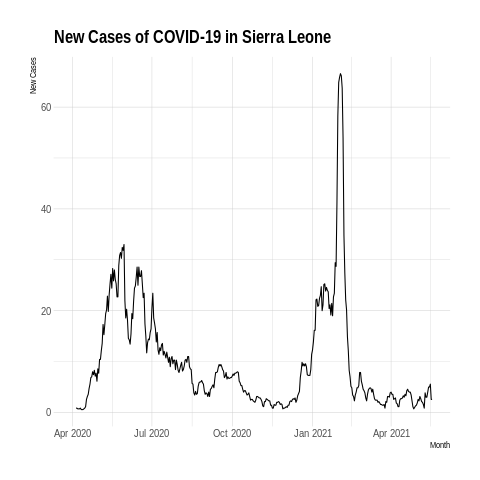 New Cases of COVID-19 in Sierra Leone
New Cases
60
40
20
0
Apr 2020 Jul 2020 Oct 2020 Jan 2021 Apr 2021
Month